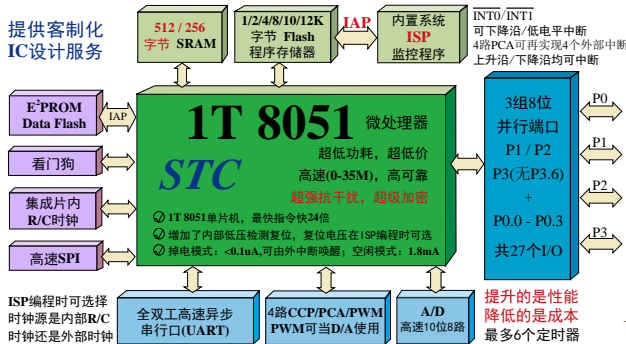 提供客制化
IC设计服务
512 / 256
字节 SRAM
1/2/4/8/10/12K
字节 Flash
程序存储器
IAP
内置系统
ISP
监控程序
INT0/INT1
可下降沿/低电平中断
4路PCA可再实现4个外部中断
上升沿/下降沿均可中断
E²PROM
Data Flash
IAP
看门狗
集成片内
R/C时钟
高速SPI
1T 8051 微处理器
STC
超低功耗，超低价
高速(0-35M)，高可靠
超强抗干扰，超级加密
1T 8051单片机，最快指令快24倍
增加了内部低压检测复位，复位电压在ISP编程时可选
掉电模式：<0.1uA,可由外中断唤醒；空闲模式：1.8mA
3组8位
并行端口
P1 / P2
P3(无P3.6)
+
P0.0 - P0.3
共27个I/O
P0
P1
P2
P3
ISP编程时可选择
时钟源是内部R/C
时钟还是外部时钟
全双工高速异步
串行口(UART)
4路CCP/PCA/PWM
PWM可当D/A使用
A/D
高速10位8路
提升的是性能
降低的是成本
最多6个定时器